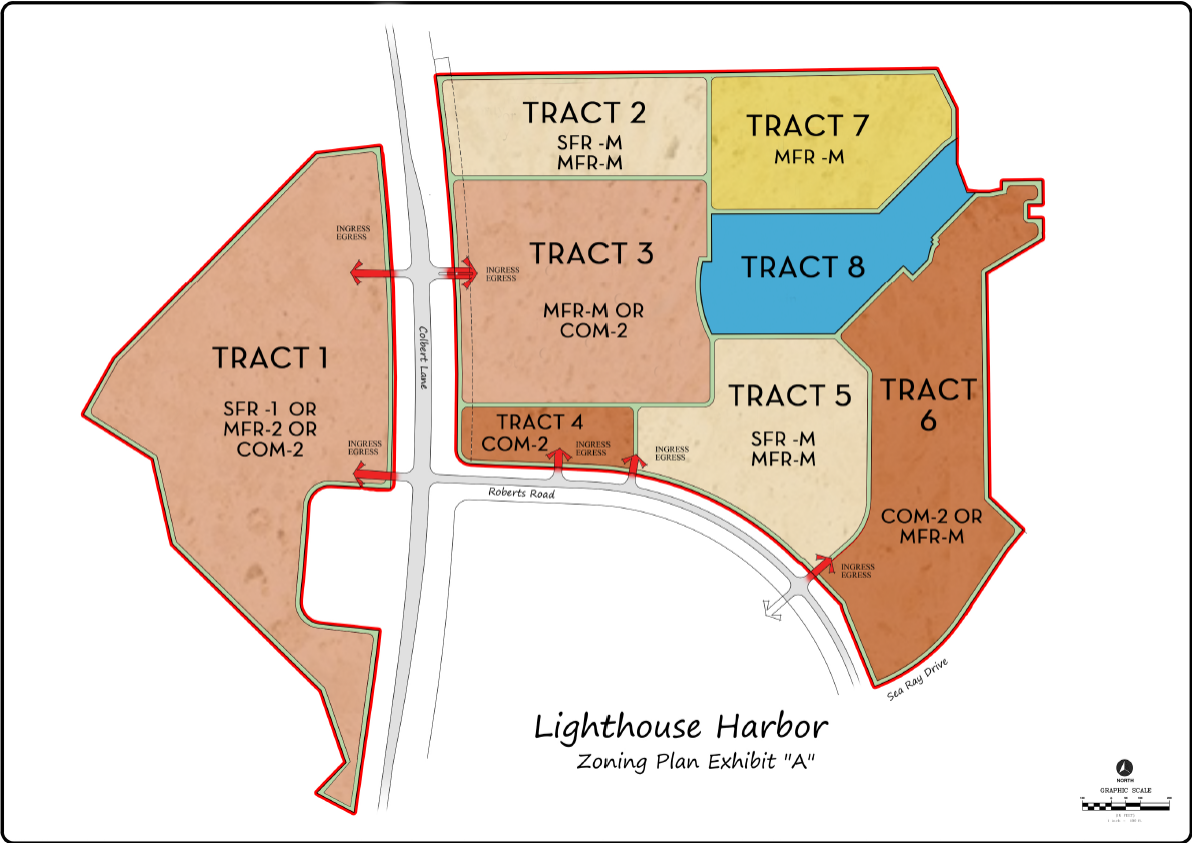 TRACT 2
SFR -M
MFR-M
TRACT 7
MFR -M
INGRESS
EGRESS
TRACT 3
MFR-M OR
COM-2
INGRESS
EGRESS
TRACT 8
Colbert Lane
TRACT 1
SFR -1 OR
MFR-2 OR
COM-2
INGRESS
EGRESS
TRACT 4
COM-2
INGRESS
EGRESS
TRACT 5
SFR -M
MFR-M
INGRESS
EGRESS
TRACT
6
COM-2 OR
MFR-M
Roberts Road
INGRESS
EGRESS
Sea Ray Drive
Lighthouse Harbor
Zoning Plan Exhibit "A"
NORTH
GRAPHIC SCALE